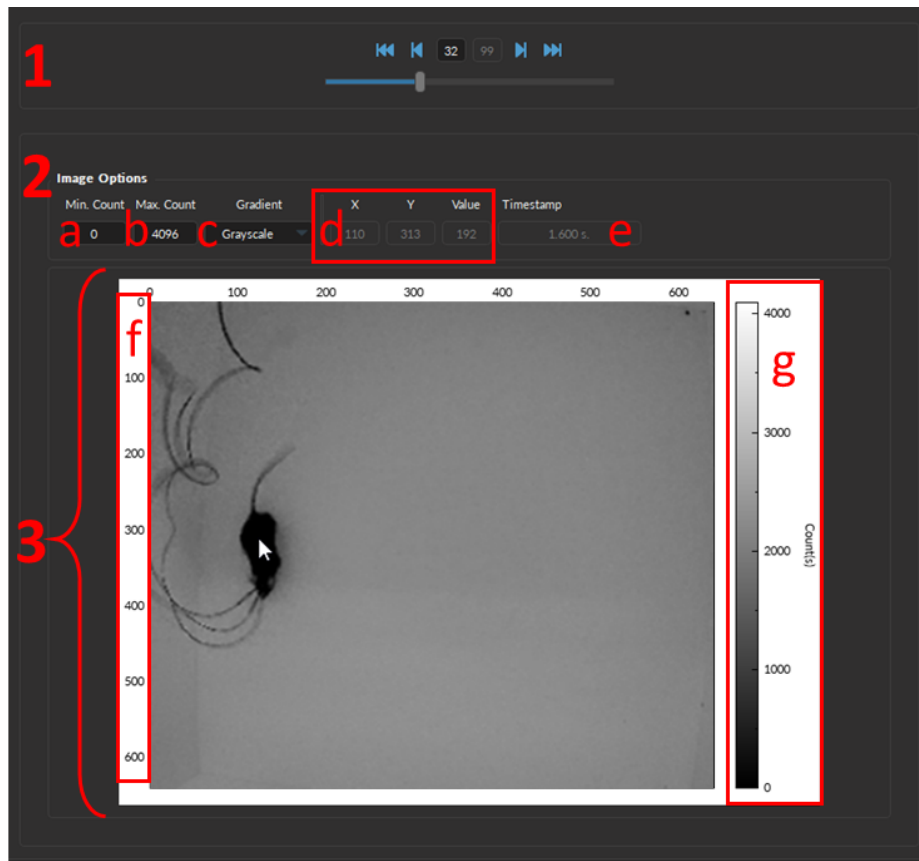 1
32 99
2
Image Options
Min. Count Max. Count Gradient X Y Value Timestamp
a 0 b 4096 c Grayscale d 110 313 192 1.600 s. e
3
0 100 200 300 400 500 600
f
0
100
200
300
400
500
600
g
4000
3000
2000
1000
0
Count(s)